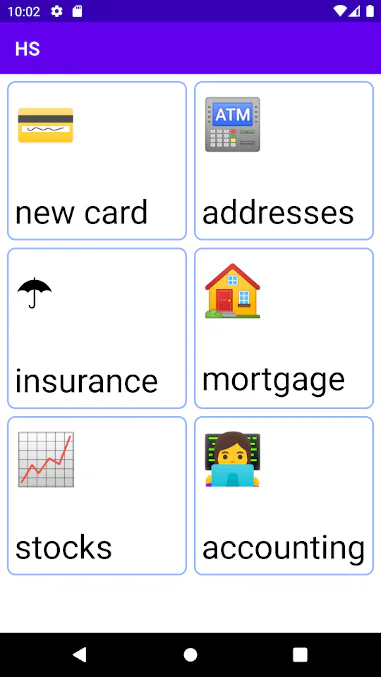 10:02
HS
ATM
new card
addresses
insurance
mortgage
stocks
accounting